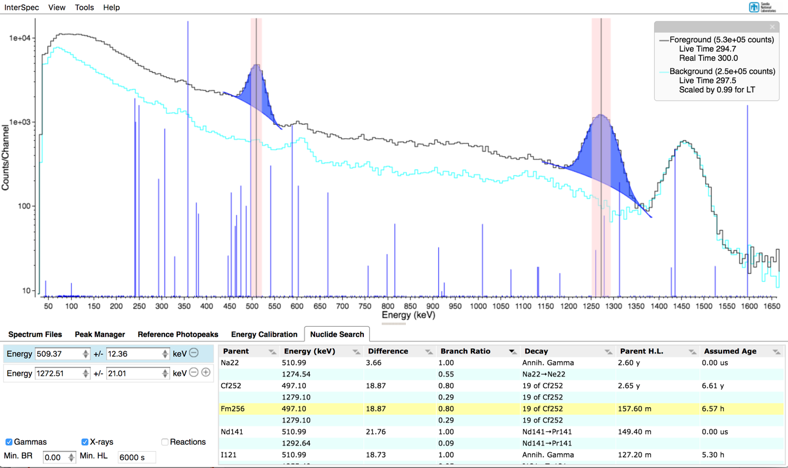 InterSpec View Tools Help
Sandia National Laboratories
Foreground (5.3e+05 counts)
Live Time 294.7
Real Time 300.0
Background (2.5e+05 counts)
Live Time 297.5
Scaled by 0.99 for LT
1e+04
1e+03
100
10
Counts/Channel
50 100 150 200 250 300 350 400 450 500 550 600 650 700 750 800 850 900 950 1000 1050 1100 1150 1200 1250 1300 1350 1400 1450 1500 1550 1600 1650
Energy (keV)
Spectrum Files Peak Manager Reference Photopeaks Energy Calibration Nuclide Search
Energy 509.37 +/- 12.36 keV
Energy 1272.51 +/- 21.01 keV
Gammas X-rays Reactions
Min. BR 0.00 Min. HL 6000 s
Parent Energy (keV) Difference Branch Ratio Decay Parent H.L. Assumed Age
Na22 510.99 3.66 1.00 Annih. Gamma 2.60 y 0.00 us
1274.54 0.55 Na22→Ne22
Cf252 497.10 18.87 0.80 19 of Cf252 2.65 y 6.61 y
1279.10 0.29 19 of Cf252
Fm256 497.10 18.87 0.80 19 of Cf252 157.60 m 6.57 h
1279.10 0.29 19 of Cf252
Nd141 510.99 21.76 1.00 Nd141→Pr141 149.40 m 0.00 us
1292.64 0.09 Nd141→Pr141
I121 510.99 18.73 1.00 Annih. Gamma 127.20 m 5.30 h